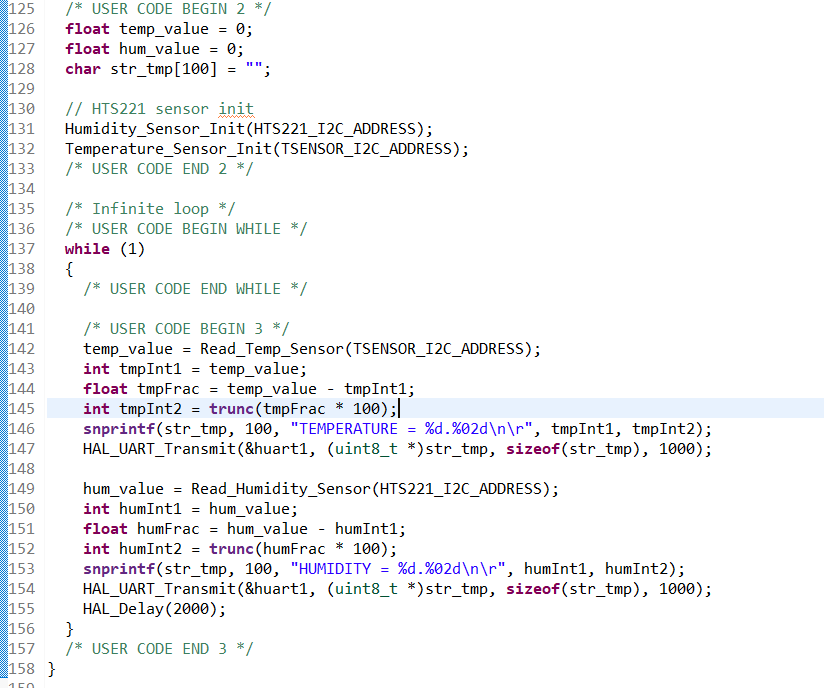 125 /* USER CODE BEGIN 2 */
126 float temp_value = 0;
127 float hum_value = 0;
128 char str_tmp[100] = "";
129
130 // HTS221 sensor init
131 Humidity_Sensor_Init(HTS221_I2C_ADDRESS);
132 Temperature_Sensor_Init(TSENSOR_I2C_ADDRESS);
133 /* USER CODE END 2 */
134
135 /* Infinite loop */
136 /* USER CODE BEGIN WHILE */
137 while (1)
138 {
139 /* USER CODE END WHILE */
140
141 /* USER CODE BEGIN 3 */
142 temp_value = Read_Temp_Sensor(TSENSOR_I2C_ADDRESS);
143 int tmpInt1 = temp_value;
144 float tmpFrac = temp_value - tmpInt1;
145 int tmpInt2 = trunc(tmpFrac * 100);
146 snprintf(str_tmp, 100, "TEMPERATURE = %d.%02d\n\r", tmpInt1, tmpInt2);
147 HAL_UART_Transmit(&huart1, (uint8_t *)str_tmp, sizeof(str_tmp), 1000);
148
149 hum_value = Read_Humidity_Sensor(HTS221_I2C_ADDRESS);
150 int humInt1 = hum_value;
151 float humFrac = hum_value - humInt1;
152 int humInt2 = trunc(humFrac * 100);
153 snprintf(str_tmp, 100, "HUMIDITY = %d.%02d\n\r", humInt1, humInt2);
154 HAL_UART_Transmit(&huart1, (uint8_t *)str_tmp, sizeof(str_tmp), 1000);
155 HAL_Delay(2000);
156 }
157 /* USER CODE END 3 */
158 }